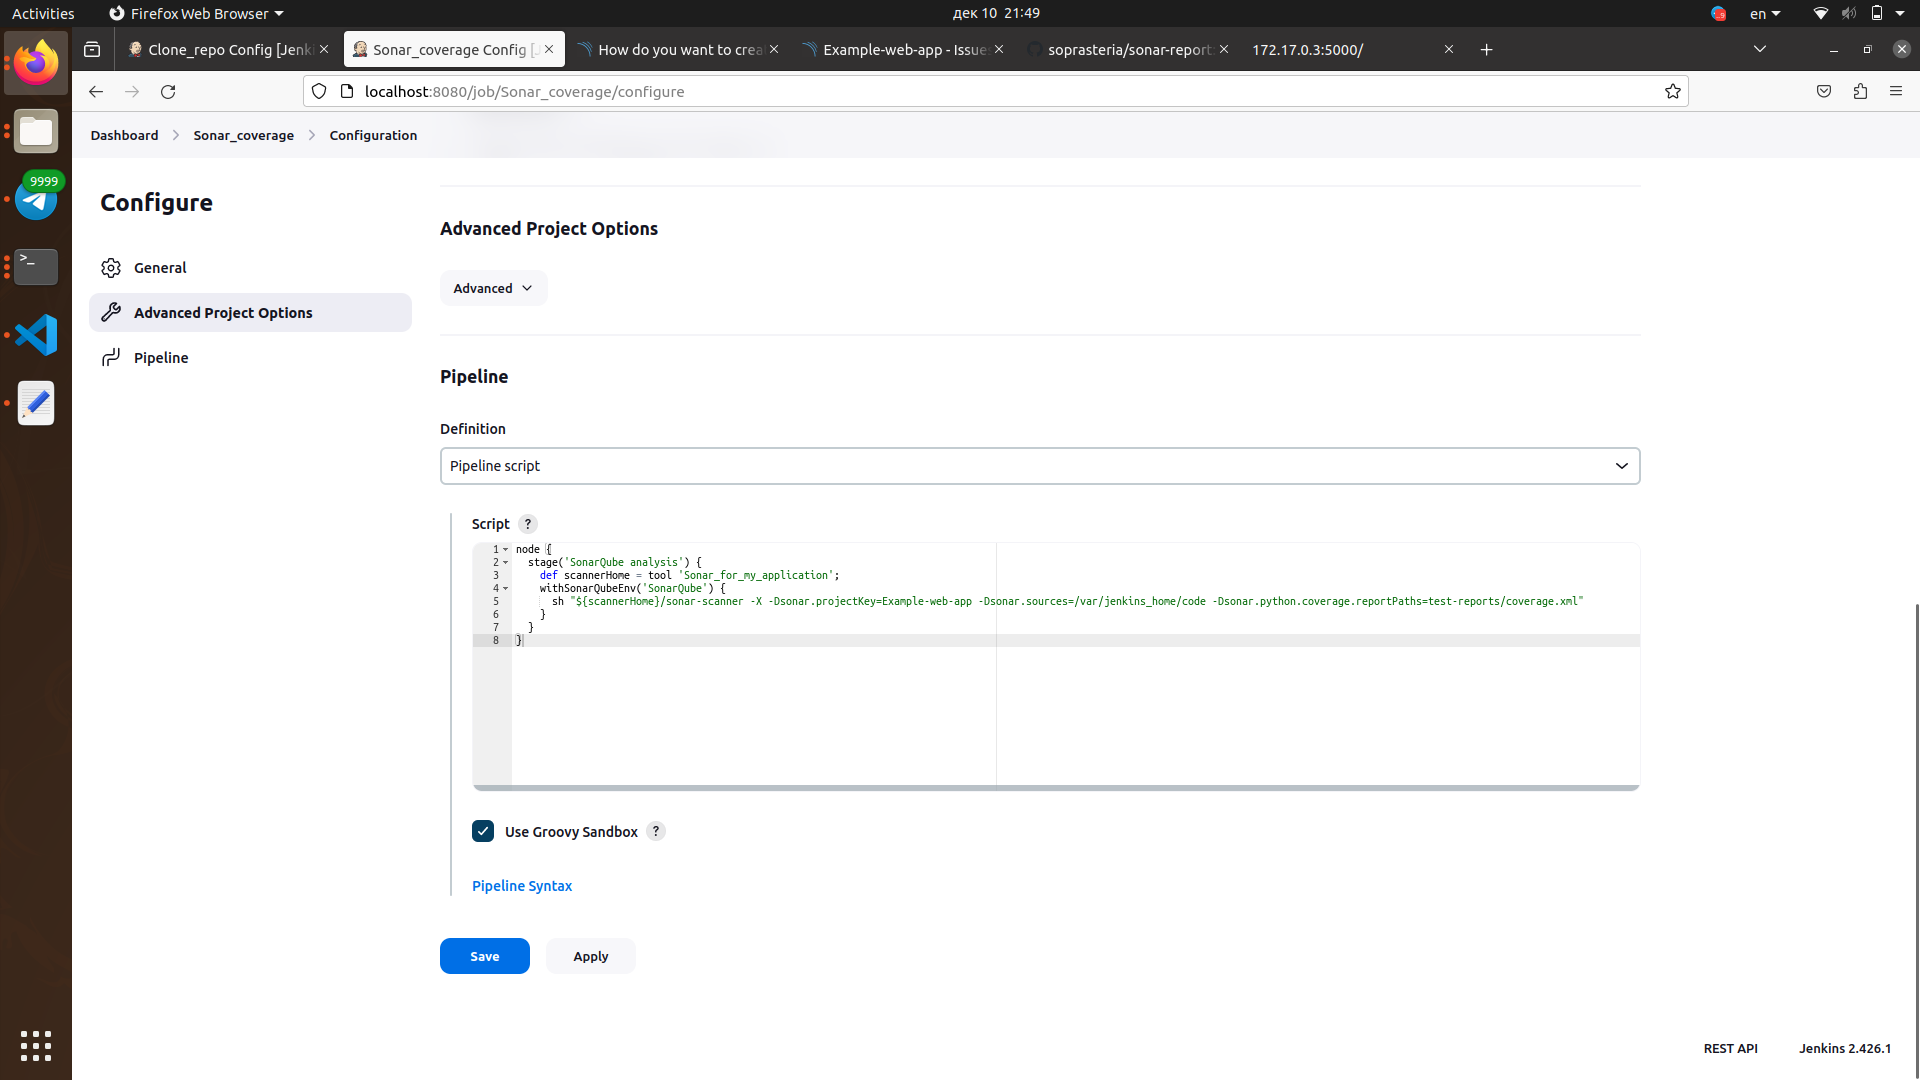 Activities
Firefox Web Browser
дек 10 21:49
en
Clone_repo Config [Jenk
Sonar_coverage Config [J
How do you want to crea
Example-web-app - Issue
soprasteria/sonar-report
172.17.0.3:5000/
localhost:8080/job/Sonar_coverage/configure
Dashboard
Sonar_coverage
Configuration
9999
Configure
General
Advanced Project Options
Pipeline
Advanced Project Options
Advanced
Pipeline
Definition
Pipeline script
Script ?
1 node {
2 stage('SonarQube analysis') {
3 def scannerHome = tool 'Sonar_for_my_application';
4 withSonarQubeEnv('SonarQube') {
5 sh "${scannerHome}/sonar-scanner -X -Dsonar.projectKey=Example-web-app -Dsonar.sources=/var/jenkins_home/code -Dsonar.python.coverage.reportPaths=test-reports/coverage.xml"
6 }
7 }
8 }
Use Groovy Sandbox ?
Pipeline Syntax
Save
Apply
REST API
Jenkins 2.426.1